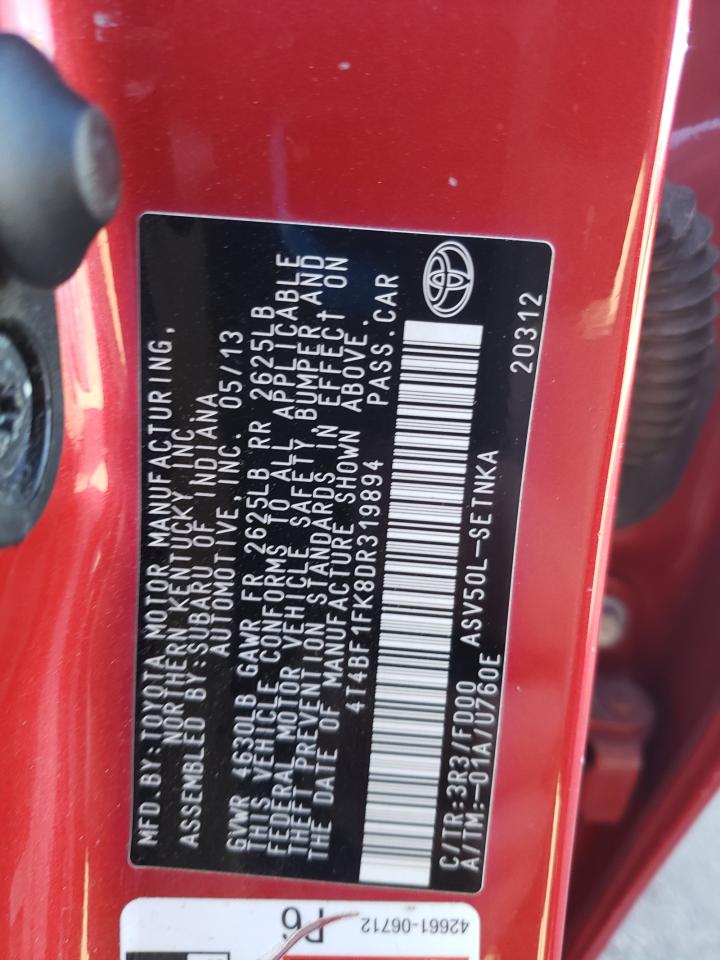 MFD.BY:TOYOTA MOTOR MANUFACTURING,
NORTHERN KENTUCKY INC.
ASSEMBLED BY:SUBARU OF INDIANA
AUTOMOTIVE INC. 05/13
GVWR 4630LB GAWR FR 2625LB RR 2625LB
THIS VEHICLE CONFORMS TO ALL APPLICABLE
FEDERAL MOTOR VEHICLE SAFETY BUMPER,AND
THEFT PREVENTION STANDARDS IN EFFECT ON
THE DATE OF MANUFACTURE SHOWN ABOVE.
4T4BF1FK8DR319894 PASS.CAR
C/TR:3R3/FD00 ASV50L-SETNKA
A/TM:-01A/U760E 20312
42661-06712